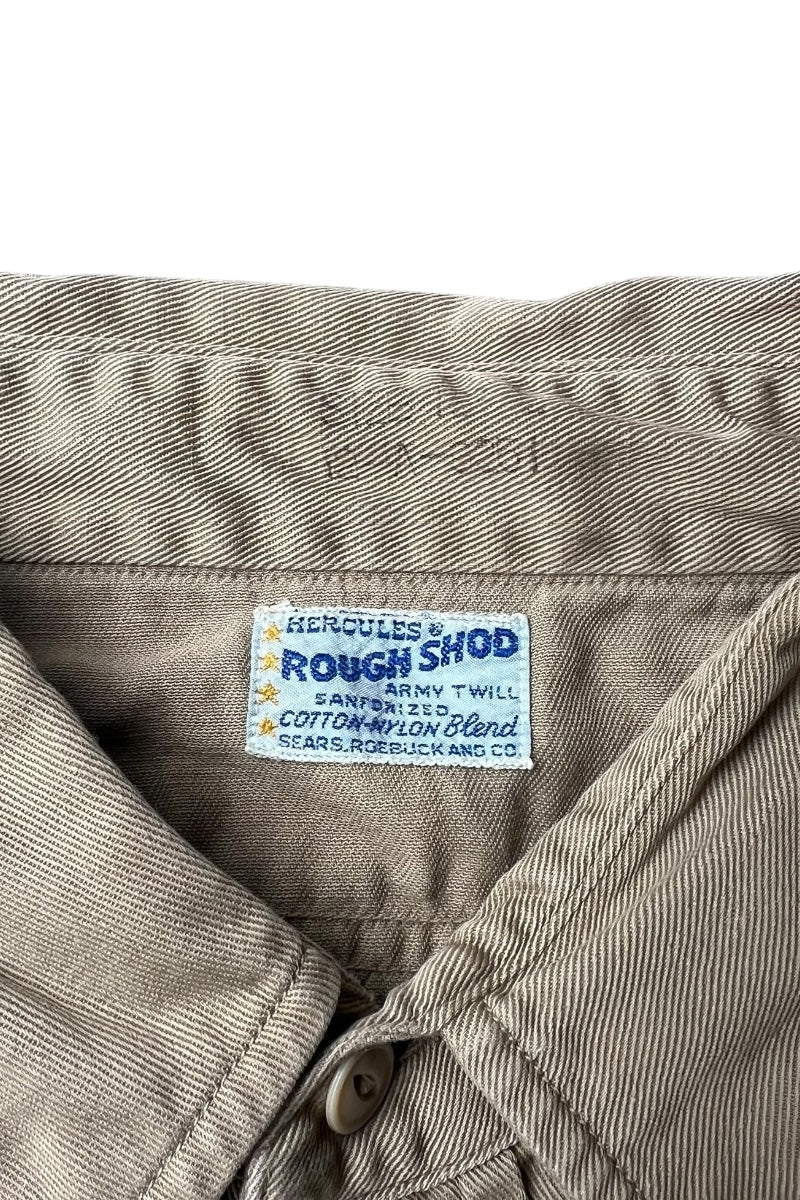 HERCULES ®
ROUGH SHOD
ARMY TWILL
SANFORIZED
COTTON-NYLON Blend
SEARS, ROEBUCK AND CO